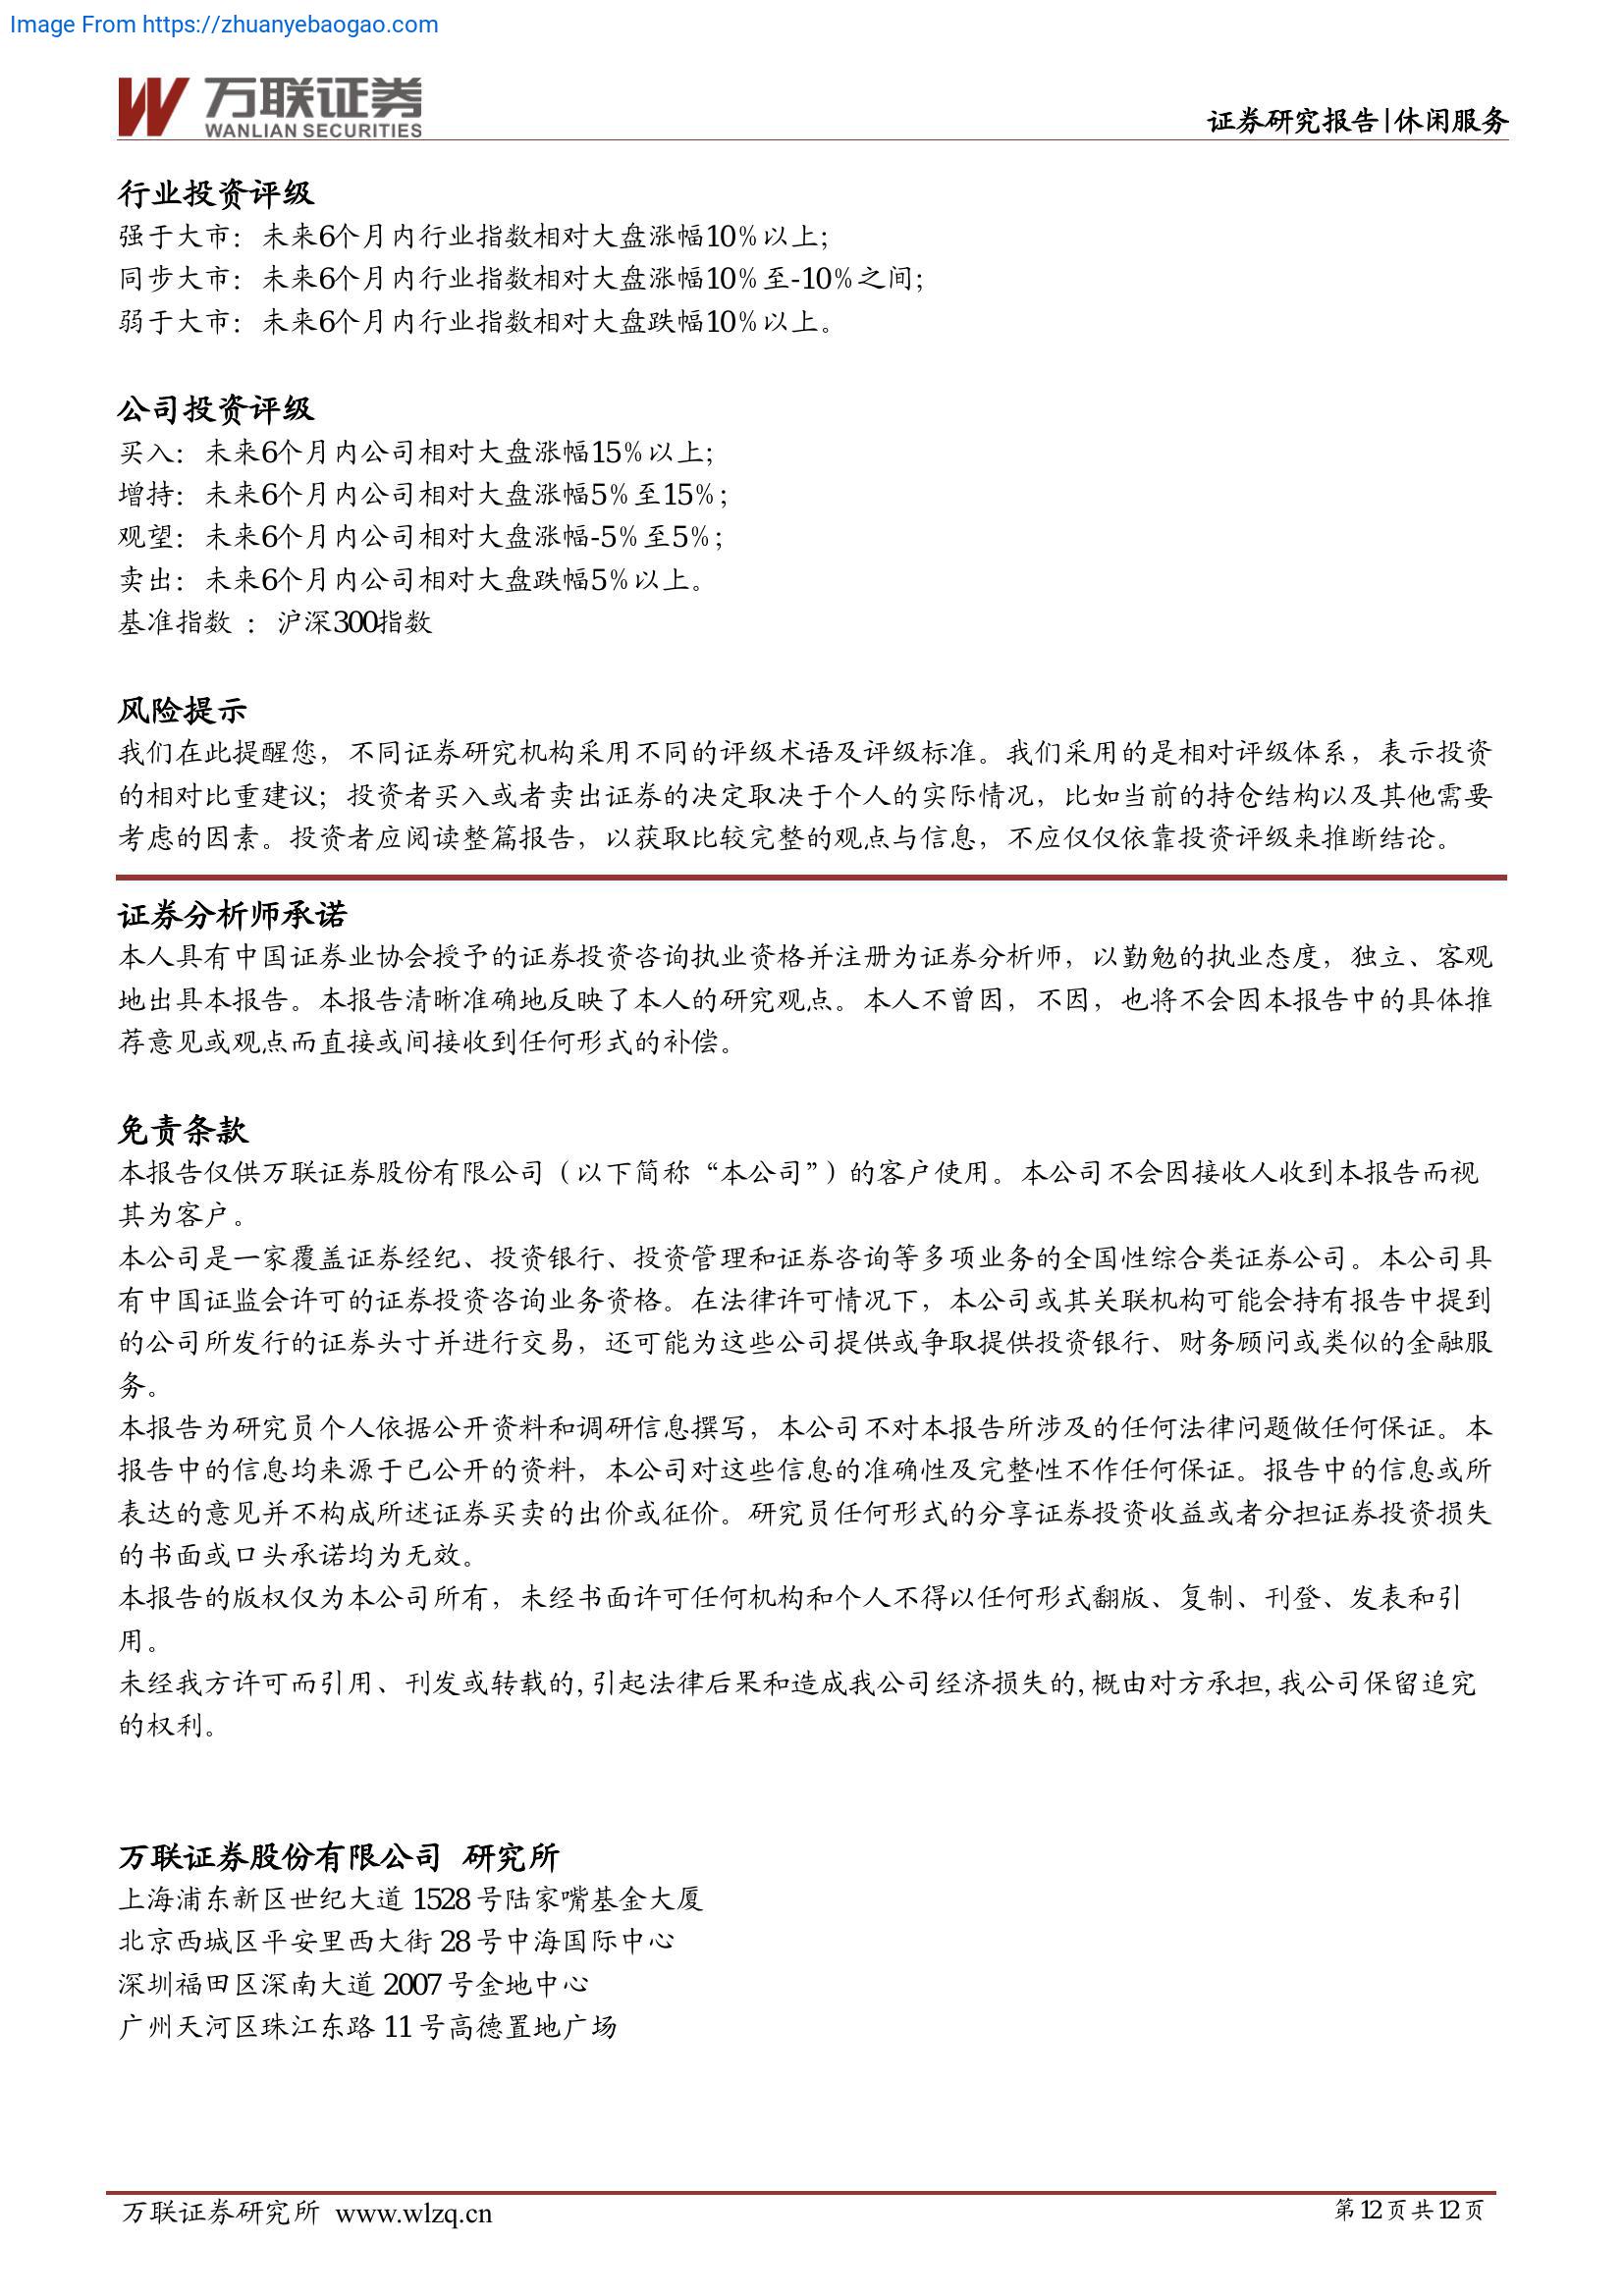 Image From https://zhuanyebaogao.com
万联证券
WANLIAN SECURITIES
证券研究报告|休闲服务
行业投资评级
强于大市：未来6个月内行业指数相对大盘涨幅10%以上；
同步大市：未来6个月内行业指数相对大盘涨幅10%至-10%之间；
弱于大市：未来6个月内行业指数相对大盘跌幅10%以上。
公司投资评级
买入：未来6个月内公司相对大盘涨幅15%以上；
增持：未来6个月内公司相对大盘涨幅5%至15%；
观望：未来6个月内公司相对大盘涨幅-5%至5%；
卖出：未来6个月内公司相对大盘跌幅5%以上。
基准指数 ：沪深300指数
风险提示
我们在此提醒您，不同证券研究机构采用不同的评级术语及评级标准。我们采用的是相对评级体系，表示投资
的相对比重建议；投资者买入或者卖出证券的决定取决于个人的实际情况，比如当前的持仓结构以及其他需要
考虑的因素。投资者应阅读整篇报告，以获取比较完整的观点与信息，不应仅仅依靠投资评级来推断结论。
证券分析师承诺
本人具有中国证券业协会授予的证券投资咨询执业资格并注册为证券分析师，以勤勉的执业态度，独立、客观
地出具本报告。本报告清晰准确地反映了本人的研究观点。本人不曾因，不因，也将不会因本报告中的具体推
荐意见或观点而直接或间接收到任何形式的补偿。
免责条款
本报告仅供万联证券股份有限公司（以下简称“本公司”）的客户使用。本公司不会因接收人收到本报告而视
其为客户。
本公司是一家覆盖证券经纪、投资银行、投资管理和证券咨询等多项业务的全国性综合类证券公司。本公司具
有中国证监会许可的证券投资咨询业务资格。在法律许可情况下，本公司或其关联机构可能会持有报告中提到
的公司所发行的证券头寸并进行交易，还可能为这些公司提供或争取提供投资银行、财务顾问或类似的金融服
务。
本报告为研究员个人依据公开资料和调研信息撰写，本公司不对本报告所涉及的任何法律问题做任何保证。本
报告中的信息均来源于已公开的资料，本公司对这些信息的准确性及完整性不作任何保证。报告中的信息或所
表达的意见并不构成所述证券买卖的出价或征价。研究员任何形式的分享证券投资收益或者分担证券投资损失
的书面或口头承诺均为无效。
本报告的版权仅为本公司所有，未经书面许可任何机构和个人不得以任何形式翻版、复制、刊登、发表和引
用。
未经我方许可而引用、刊发或转载的,引起法律后果和造成我公司经济损失的,概由对方承担,我公司保留追究
的权利。
万联证券股份有限公司 研究所
上海浦东新区世纪大道 1528 号陆家嘴基金大厦
北京西城区平安里西大街 28 号中海国际中心
深圳福田区深南大道 2007 号金地中心
广州天河区珠江东路 11 号高德置地广场
万联证券研究所 www.wlzq.cn
第12页共12页